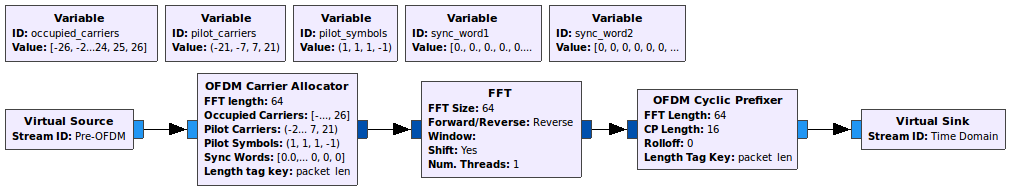 Variable
ID: occupied_carriers
Value: [-26, -2...24, 25, 26]
Variable
ID: pilot_carriers
Value: (-21, -7, 7, 21)
Variable
ID: pilot_symbols
Value: (1, 1, 1, -1)
Variable
ID: sync_word1
Value: [0., 0., 0., 0., 0....
Variable
ID: sync_word2
Value: [0, 0, 0, 0, 0, 0, ...
Virtual Source
Stream ID: Pre-OFDM
OFDM Carrier Allocator
FFT length: 64
Occupied Carriers: [-..., 26]
Pilot Carriers: (-2... 7, 21)
Pilot Symbols: (1, 1, 1, -1)
Sync Words: [0.0,... 0, 0, 0]
Length tag key: packet_len
FFT
FFT Size: 64
Forward/Reverse: Reverse
Window:
Shift: Yes
Num. Threads: 1
OFDM Cyclic Prefixer
FFT Length: 64
CP Length: 16
Rolloff: 0
Length Tag Key: packet_len
Virtual Sink
Stream ID: Time Domain